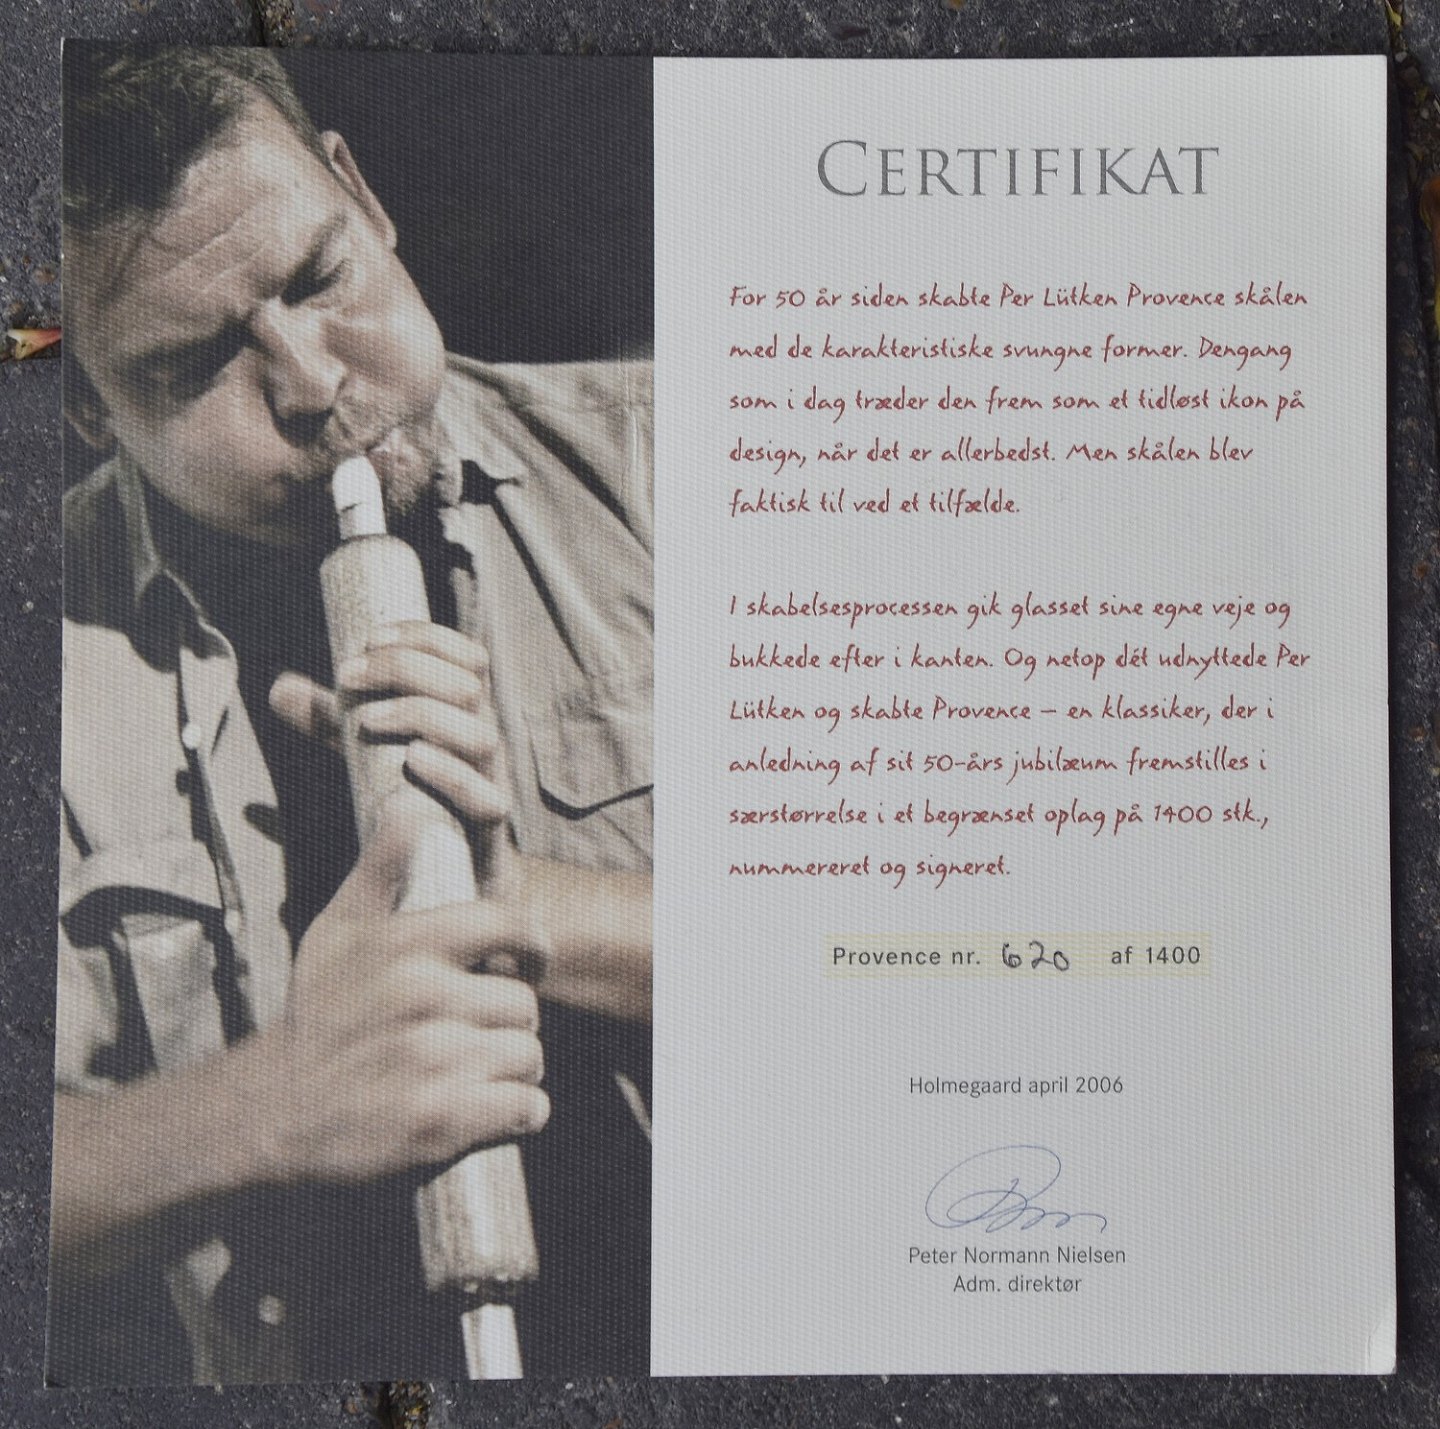 CERTIFIKAT
For 50 år siden skabte Per Lütken Provence skålen
med de karakteristiske svungne former. Dengang
som i dag træder den frem som et tidløst ikon på
design, når det er allerbedst. Men skålen blev
faktisk til ved et tilfælde.
I skabelsesprocessen gik glasset sine egne veje og
bukkede efter i kanten. Og netop dét udnyttede Per
Lütken og skabte Provence – en klassiker, der i
anledning af sit 50-års jubilæum fremstilles i
særstørrelse i et begrænset oplag på 1400 stk.,
nummereret og signeret.
Provence nr. 620 af 1400
Holmegaard april 2006
Peter Normann Nielsen
Adm. direktør